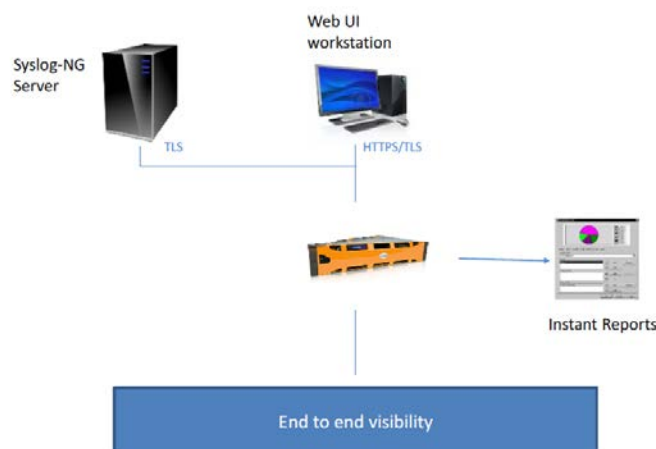 Web UI
workstation
Syslog-NG
Server
TLS
HTTPS/TLS
Instant Reports
End to end visibility